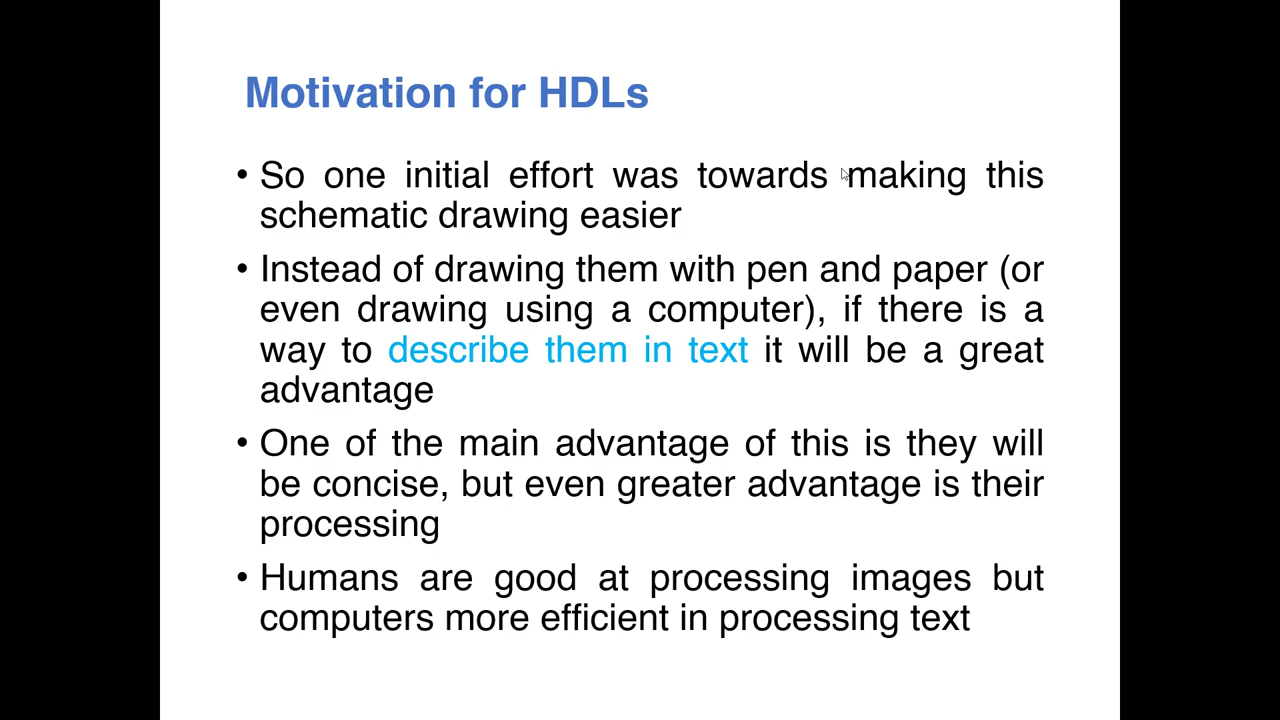 Motivation for HDLs
• So one initial effort was towards making this
schematic drawing easier
• Instead of drawing them with pen and paper (or
even drawing using a computer), if there is a
way to describe them in text it will be a great
advantage
• One of the main advantage of this is they will
be concise, but even greater advantage is their
processing
• Humans are good at processing images but
computers more efficient in processing text